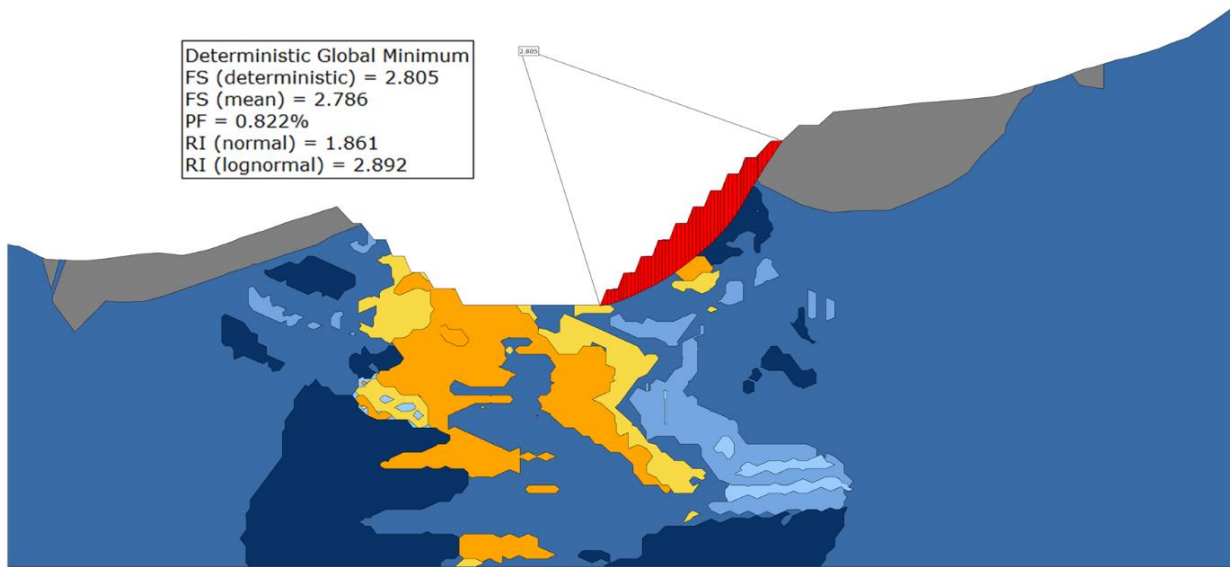 2.805
Deterministic Global Minimum
FS (deterministic) = 2.805
FS (mean) = 2.786
PF = 0.822%
RI (normal) = 1.861
RI (lognormal) = 2.892